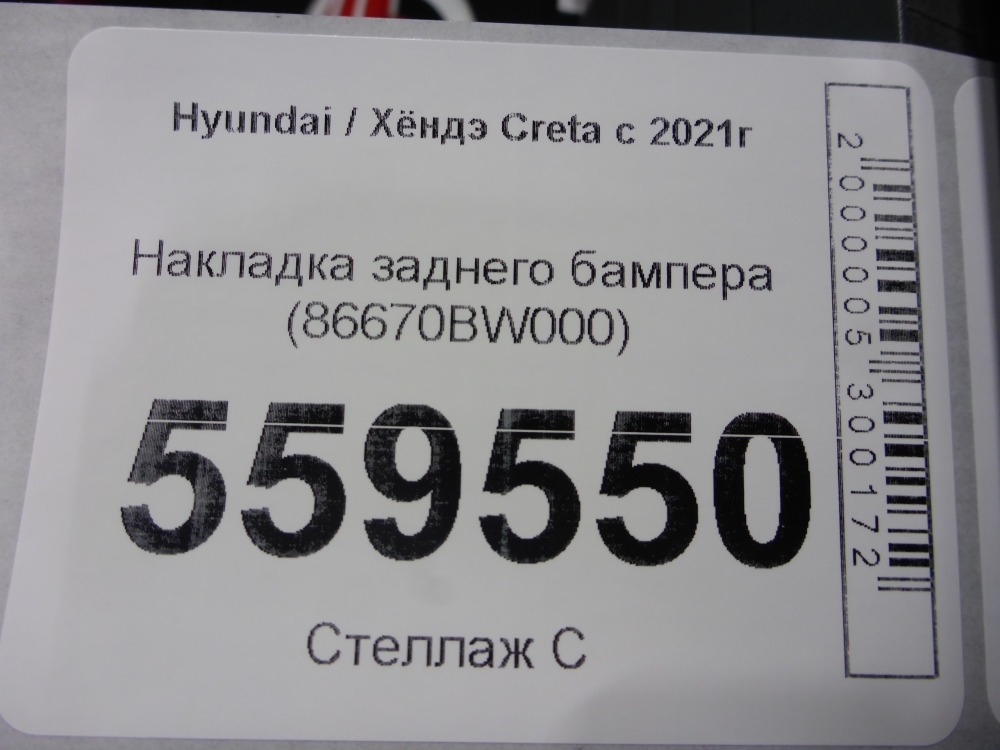 Hyundai / Хёндэ Creta с 2021г
Накладка заднего бампера
(86670BW000)
559550
Стеллаж С
2000005300172